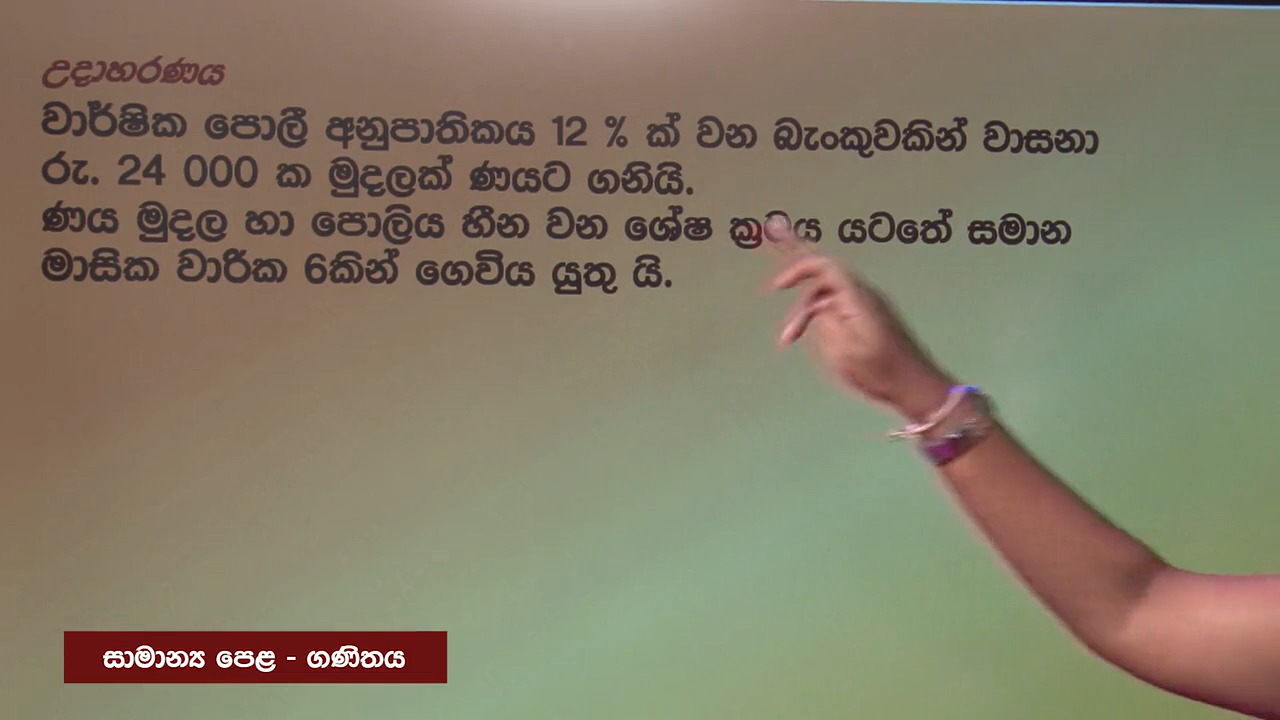 උදාහරණය
වාර්ෂික පොලී අනුපාතිකය 12 % ක් වන බැංකුවකින් වාසනා
රු. 24 000 ක මුදලක් ණයට ගනියි.
ණය මුදල හා පොලිය හීන වන ශේෂ ක්‍රමය යටතේ සමාන
මාසික වාරික 6කින් ගෙවිය යුතු යි.
සාමාන්‍ය පෙළ - ගණිතය